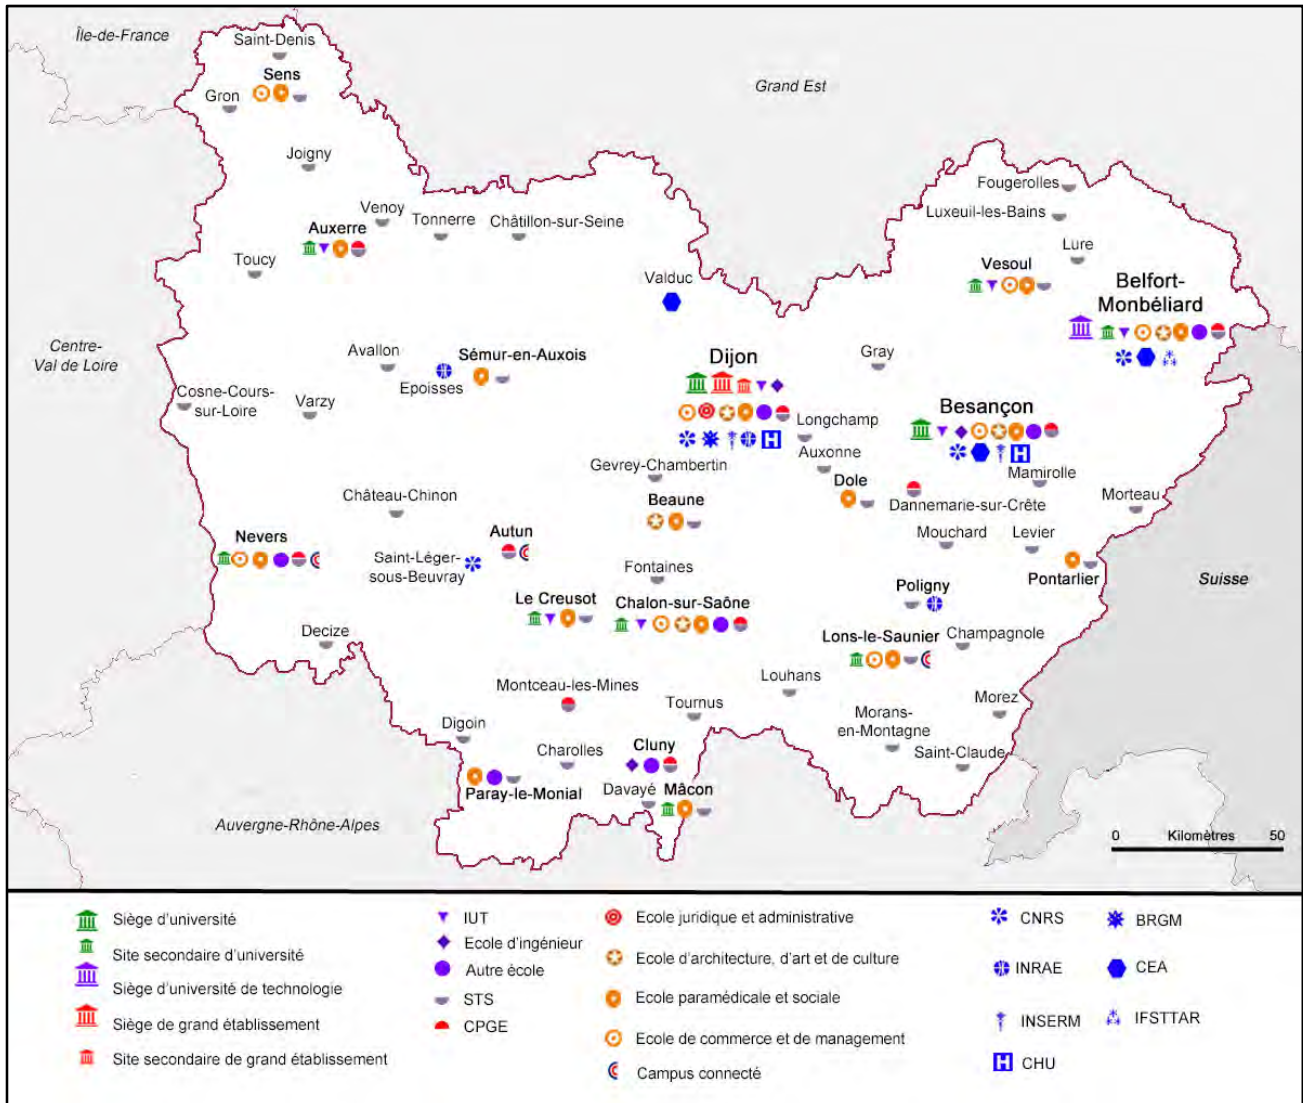 Île-de-France
Saint-Denis
Sens
Gron
Grand Est
Joigny
Fougerolles
Venoy
Tonnerre
Châtillon-sur-Seine
Luxeuil-les-Bains
Auxerre
Toucy
Lure
Vesoul
Valduc
Belfort-
Monbéliard
Centre-
Val de Loire
Avallon
Epoisses
Sémur-en-Auxois
Dijon
Gray
Cosne-Cours-
sur-Loire
Varzy
Besançon
Longchamp
Auxonne
Gevrey-Chambertin
Mamirolle
Dole
Dannemarie-sur-Crête
Morteau
Château-Chinon
Beaune
Nevers
Autun
Mouchard
Levier
Saint-Léger-
sous-Beuvray
Fontaines
Pontarlier
Suisse
Poligny
Le Creusot
Chalon-sur-Saône
Decize
Lons-le-Saunier
Champagnole
Montceau-les-Mines
Louhans
Tournus
Morez
Digoin
Morans-
en-Montagne
Charolles
Cluny
Saint-Claude
Paray-le-Monial
Davayé
Mâcon
Auvergne-Rhône-Alpes
0 Kilomètres 50
Siège d'université
Site secondaire d'université
Siège d'université de technologie
Siège de grand établissement
Site secondaire de grand établissement
IUT
Ecole d'ingénieur
Autre école
STS
CPGE
Ecole juridique et administrative
Ecole d'architecture, d'art et de culture
Ecole paramédicale et sociale
Ecole de commerce et de management
Campus connecté
CNRS
INRAE
INSERM
H CHU
BRGM
CEA
IFSTTAR